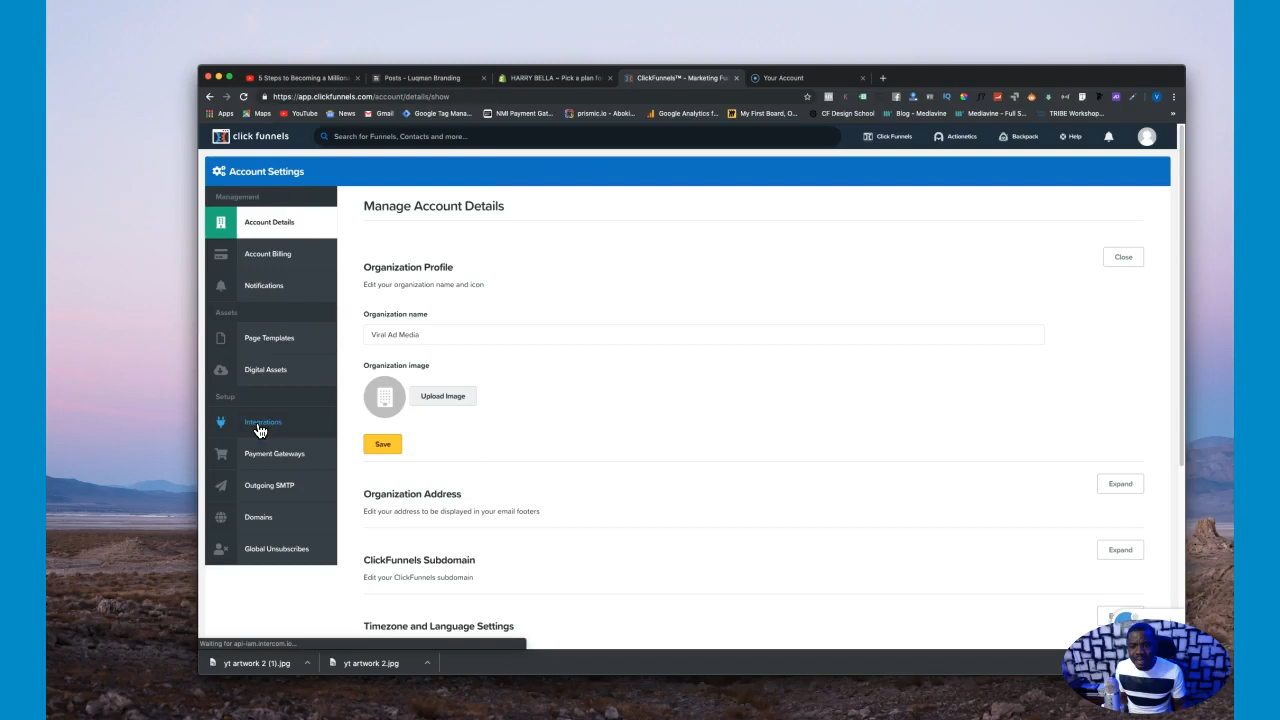 5 Steps to Becoming a Milliona
Posts – Luqman Branding
HARRY BELLA ~ Pick a plan for
ClickFunnels™ - Marketing Fu
Your Account
https://app.clickfunnels.com/account/details/show
Apps
Maps
YouTube
News
Gmail
Google Tag Mana...
NMI Payment Gat...
prismic.io - Aboki...
Google Analytics f...
My First Board, O...
CF Design School
Blog - Mediavine
Mediavine - Full S...
TRIBE Workshop...
click funnels
Search for Funnels, Contacts and more...
Click Funnels
Actionetics
Backpack
Help
Account Settings
Management
Account Details
Account Billing
Notifications
Assets
Page Templates
Digital Assets
Setup
Integrations
Payment Gateways
Outgoing SMTP
Domains
Global Unsubscribes
Manage Account Details
Close
Organization Profile
Edit your organization name and icon
Organization name
Viral Ad Media
Organization image
Upload Image
Save
Organization Address
Edit your address to be displayed in your email footers
Expand
ClickFunnels Subdomain
Edit your ClickFunnels subdomain
Expand
Timezone and Language Settings
Waiting for api-iam.intercom.io...
yt artwork 2 (1).jpg
yt artwork 2.jpg